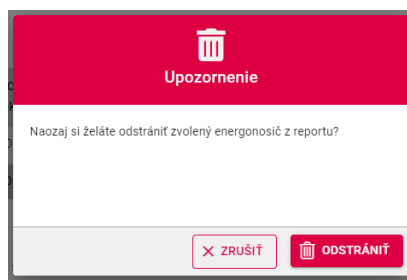 Upozornenie
Naozaj si želáte odstrániť zvolený energonosič z reportu?
ZRUŠIŤ
ODSTRÁNIŤ